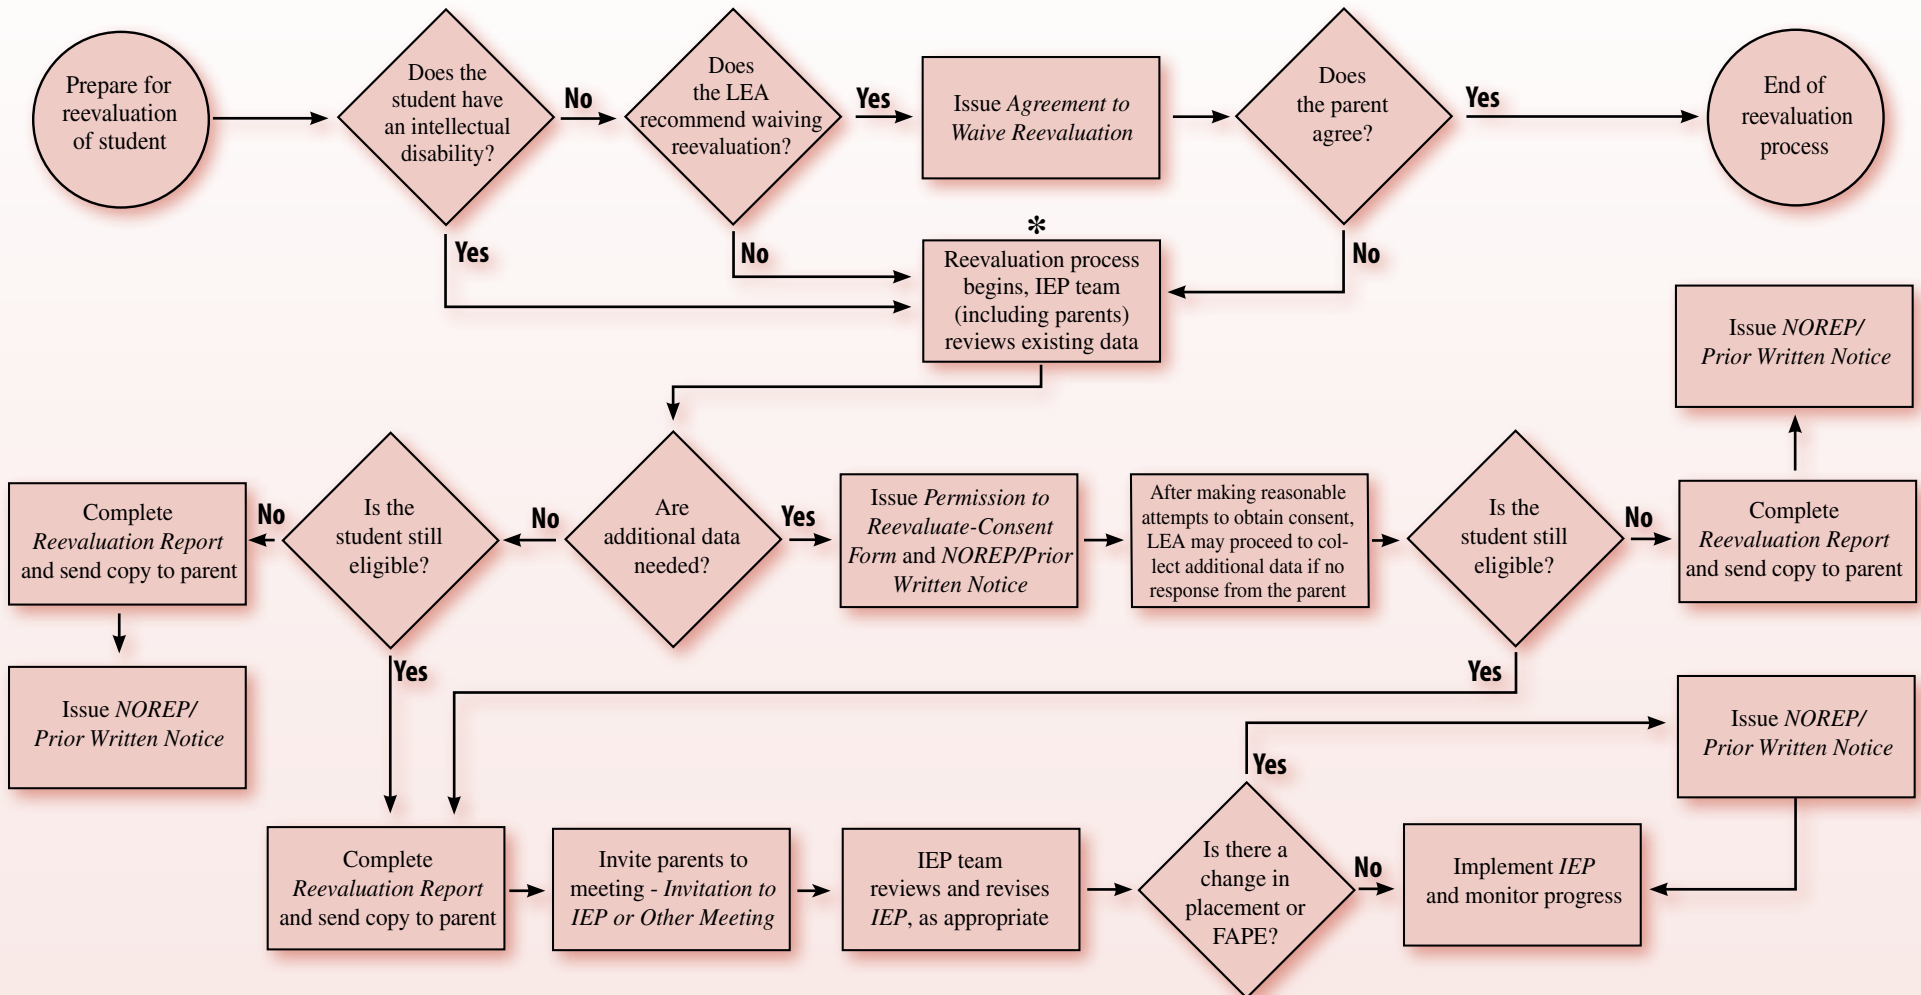 Prepare for
reevaluation
of student
Does the
student have
an intellectual
disability?
No
Yes
Does
the LEA
recommend waiving
reevaluation?
Yes
No
Issue Agreement to
Waive Reevaluation
Does
the parent
agree?
Yes
No
End of
reevaluation
process
*
Reevaluation process
begins, IEP team
(including parents)
reviews existing data
Issue NOREP/
Prior Written Notice
Complete
Reevaluation Report
and send copy to parent
No
Is the
student still
eligible?
Yes
No
Are
additional data
needed?
Yes
Issue Permission to
Reevaluate-Consent
Form and NOREP/Prior
Written Notice
After making reasonable
attempts to obtain consent,
LEA may proceed to col-
lect additional data if no
response from the parent
Is the
student still
eligible?
No
Yes
Complete
Reevaluation Report
and send copy to parent
Issue NOREP/
Prior Written Notice
Complete
Reevaluation Report
and send copy to parent
Invite parents to
meeting - Invitation to
IEP or Other Meeting
IEP team
reviews and revises
IEP, as appropriate
Is there a
change in
placement or
FAPE?
Yes
No
Implement IEP
and monitor progress
Issue NOREP/
Prior Written Notice